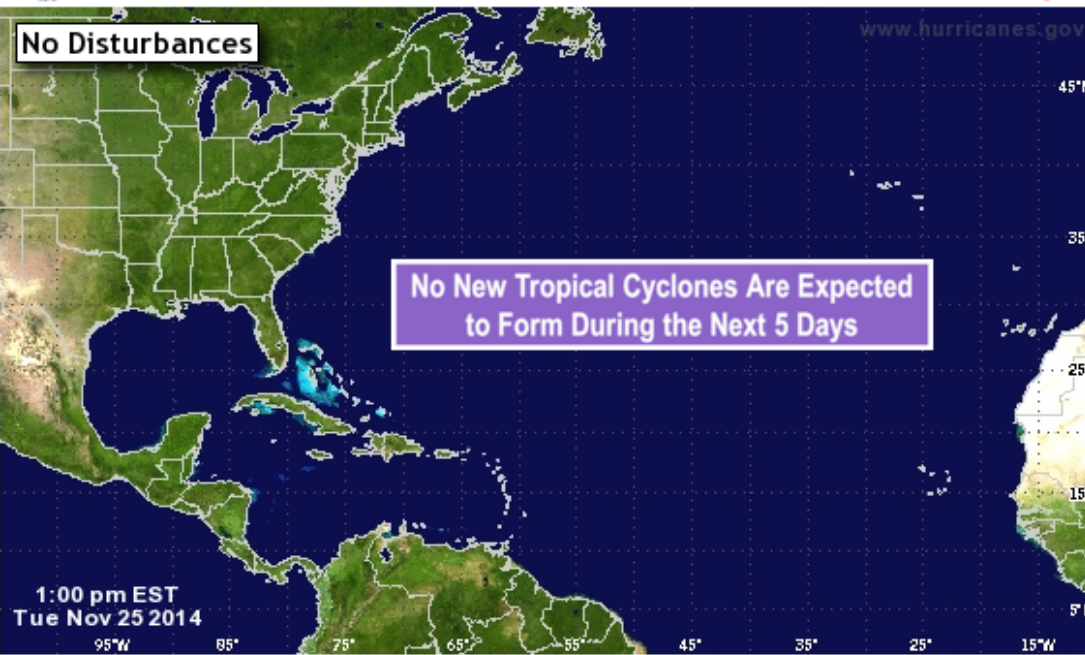 No Disturbances
www.hurricanes.gov
45°N
35
No New Tropical Cyclones Are Expected
to Form During the Next 5 Days
25
15
1:00 pm EST
Tue Nov 25 2014
5°
95°W 85° 75° 65° 55° 45° 35° 25° 15°W